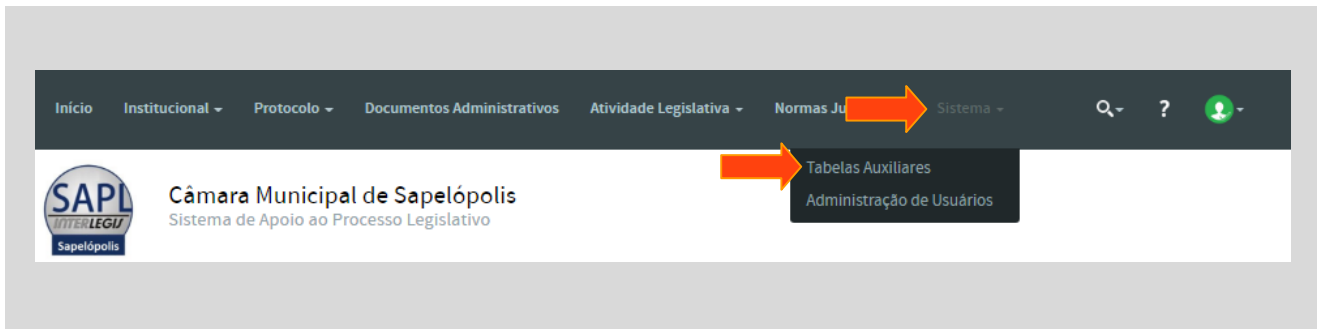 Início Institucional Protocolo Documentos Administrativos Atividade Legislativa Normas Ju Sistema ?
Tabelas Auxiliares
Administração de Usuários
SAPL
INTERLEGIS
Sapelópolis
Câmara Municipal de Sapelópolis
Sistema de Apoio ao Processo Legislativo